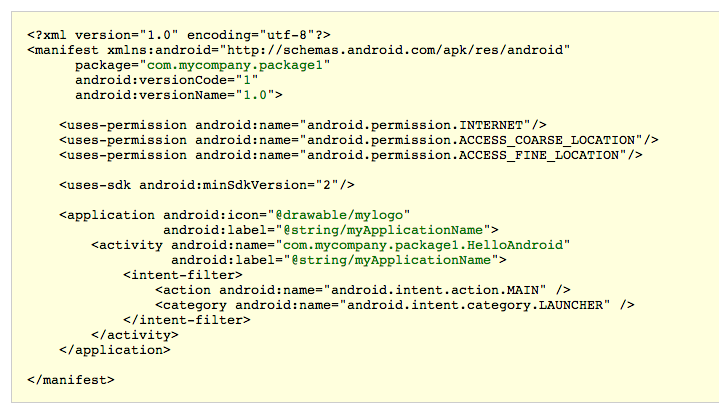 <?xml version="1.0" encoding="utf-8"?>
<manifest xmlns:android="http://schemas.android.com/apk/res/android"
      package="com.mycompany.package1"
      android:versionCode="1"
      android:versionName="1.0">
    <uses-permission android:name="android.permission.INTERNET"/>
    <uses-permission android:name="android.permission.ACCESS_COARSE_LOCATION"/>
    <uses-permission android:name="android.permission.ACCESS_FINE_LOCATION"/>
    <uses-sdk android:minSdkVersion="2"/>
    <application android:icon="@drawable/mylogo"
                 android:label="@string/myApplicationName">
        <activity android:name="com.mycompany.package1.HelloAndroid"
                  android:label="@string/myApplicationName">
            <intent-filter>
                <action android:name="android.intent.action.MAIN" />
                <category android:name="android.intent.category.LAUNCHER" />
            </intent-filter>
        </activity>
    </application>
</manifest>